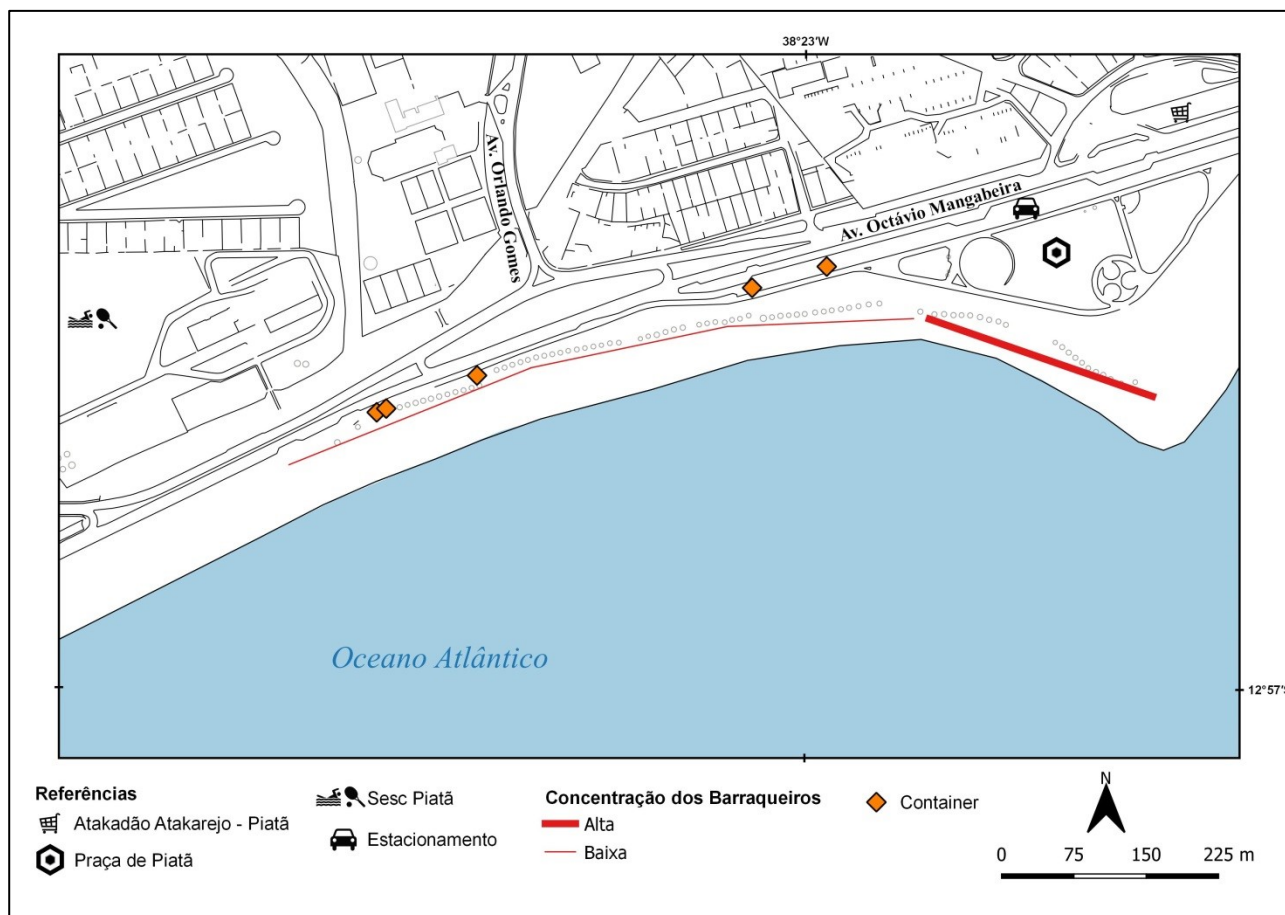 38°23'W
Av. Orlando Gomes
Av. Octávio Mangabeira
Oceano Atlântico
12°57'S
Referências
Atakadão Atakarejo - Piatã
Praça de Piatã
Sesc Piatã
Estacionamento
Concentração dos Barraqueiros
Alta
Baixa
Container
N
0 75 150 225 m